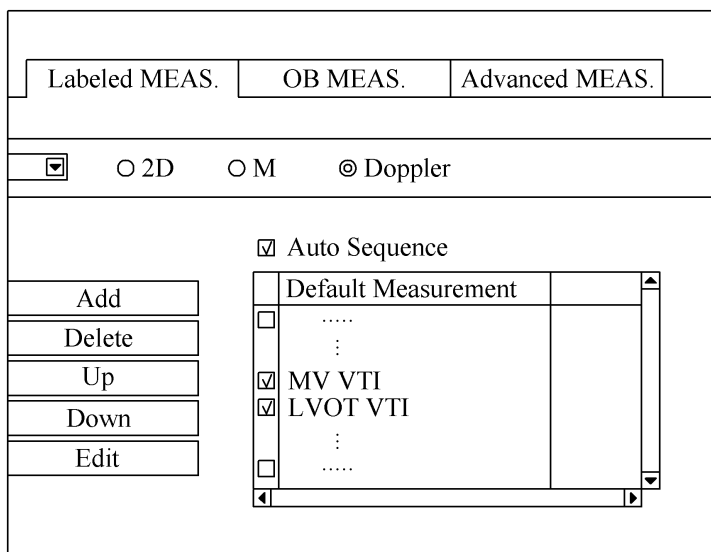 Labeled MEAS. OB MEAS. Advanced MEAS.
2D M Doppler
Auto Sequence
Add
Delete
Up
Down
Edit
Default Measurement
.....
⋮
MV VTI
LVOT VTI
⋮
.....